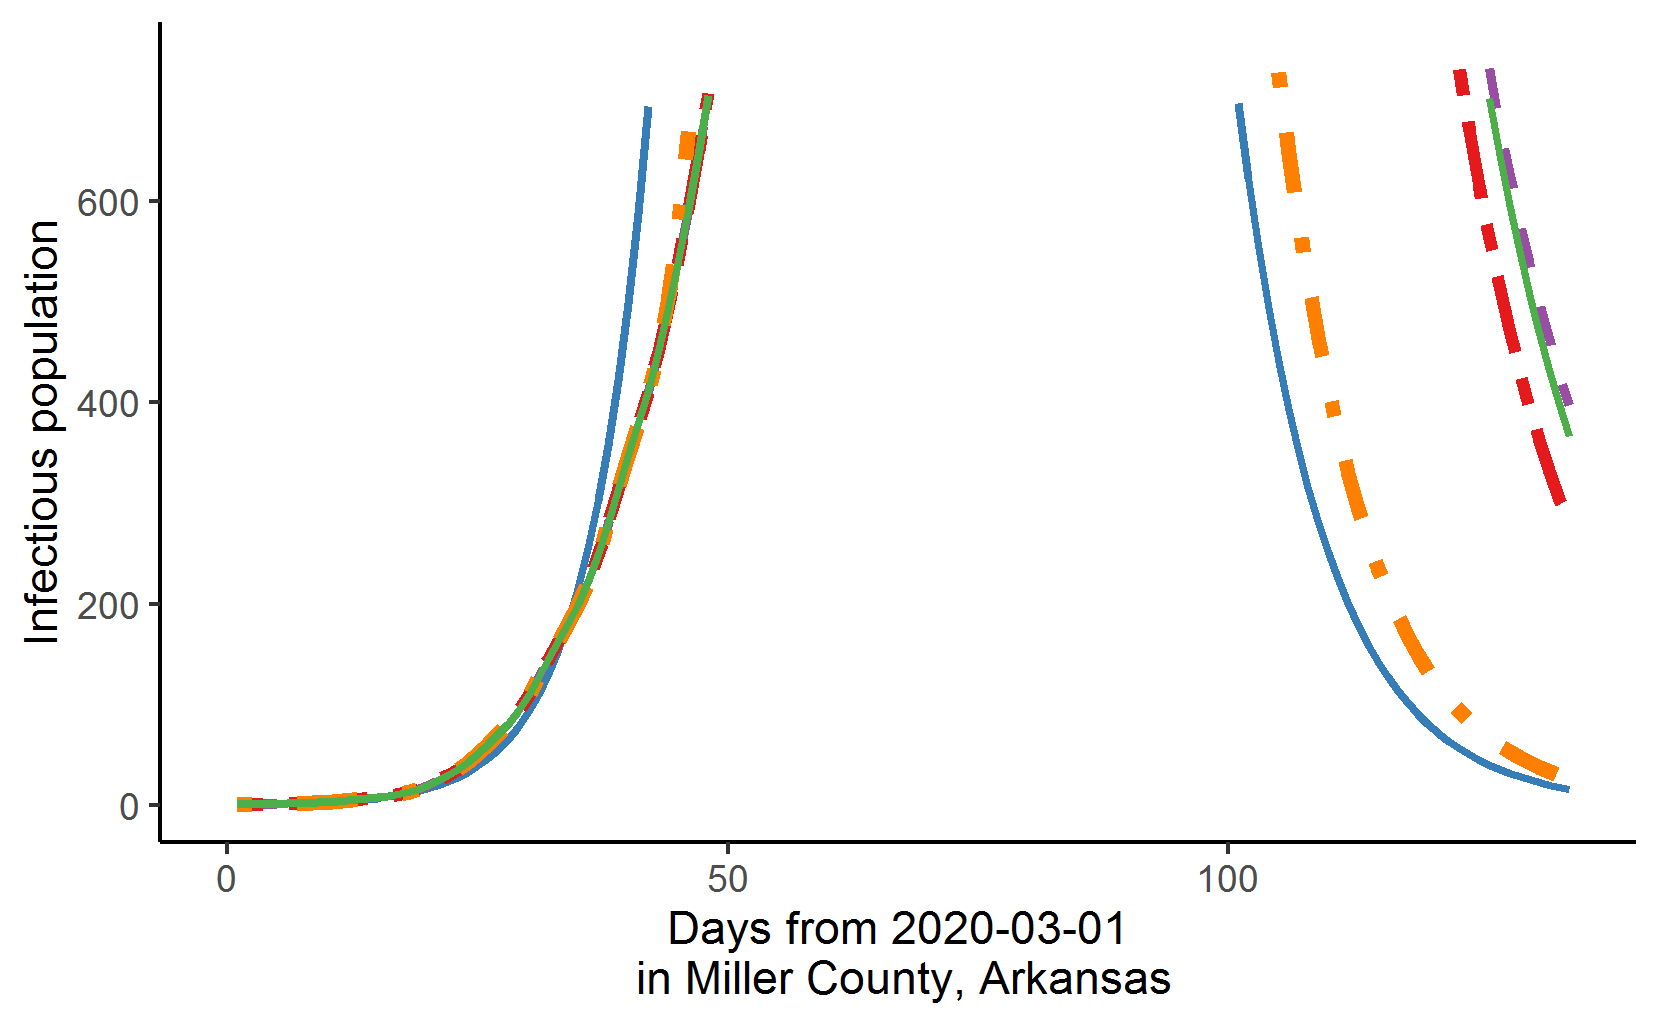 Infectious population
600
400
200
0
0 50 100
Days from 2020-03-01
in Miller County, Arkansas